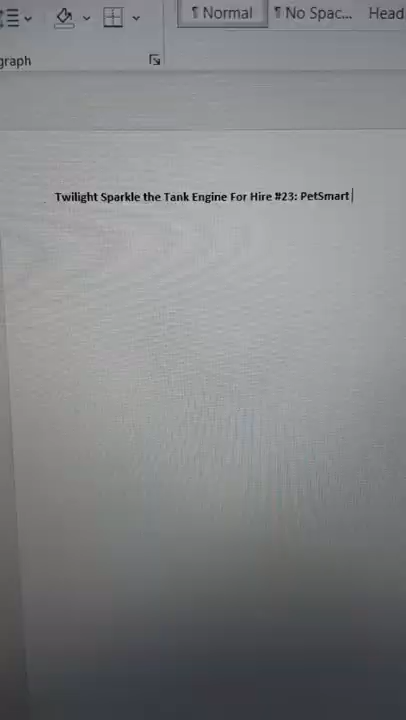 ¶ Normal
¶ No Spac...
Head
graph
Twilight Sparkle the Tank Engine For Hire #23: PetSmart